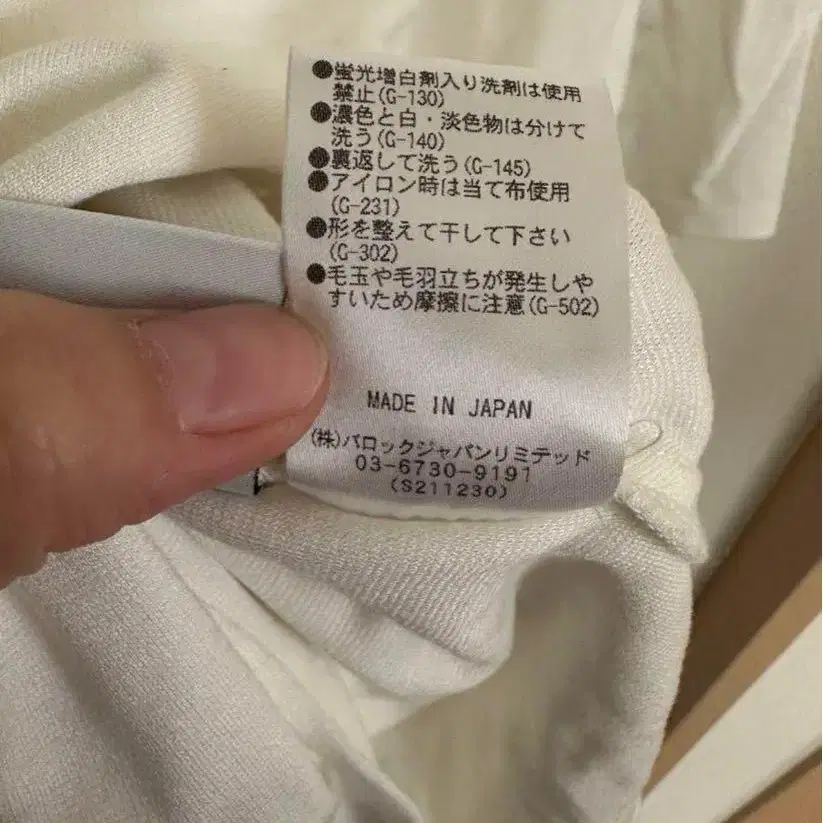 ●蛍光増白剤入り洗剤は使用
禁止(G-130)
●濃色と白・淡色物は分けて
洗う(G-140)
●裏返して洗う(G-145)
●アイロン時は当て布使用
(G-231)
●形を整えて干して下さい
(G-302)
●毛玉や毛羽立ちが発生しや
すいため摩擦に注意(G-502)
MADE IN JAPAN
(株)バロックジャパンリミテッド
03-6730-9191
(S211230)